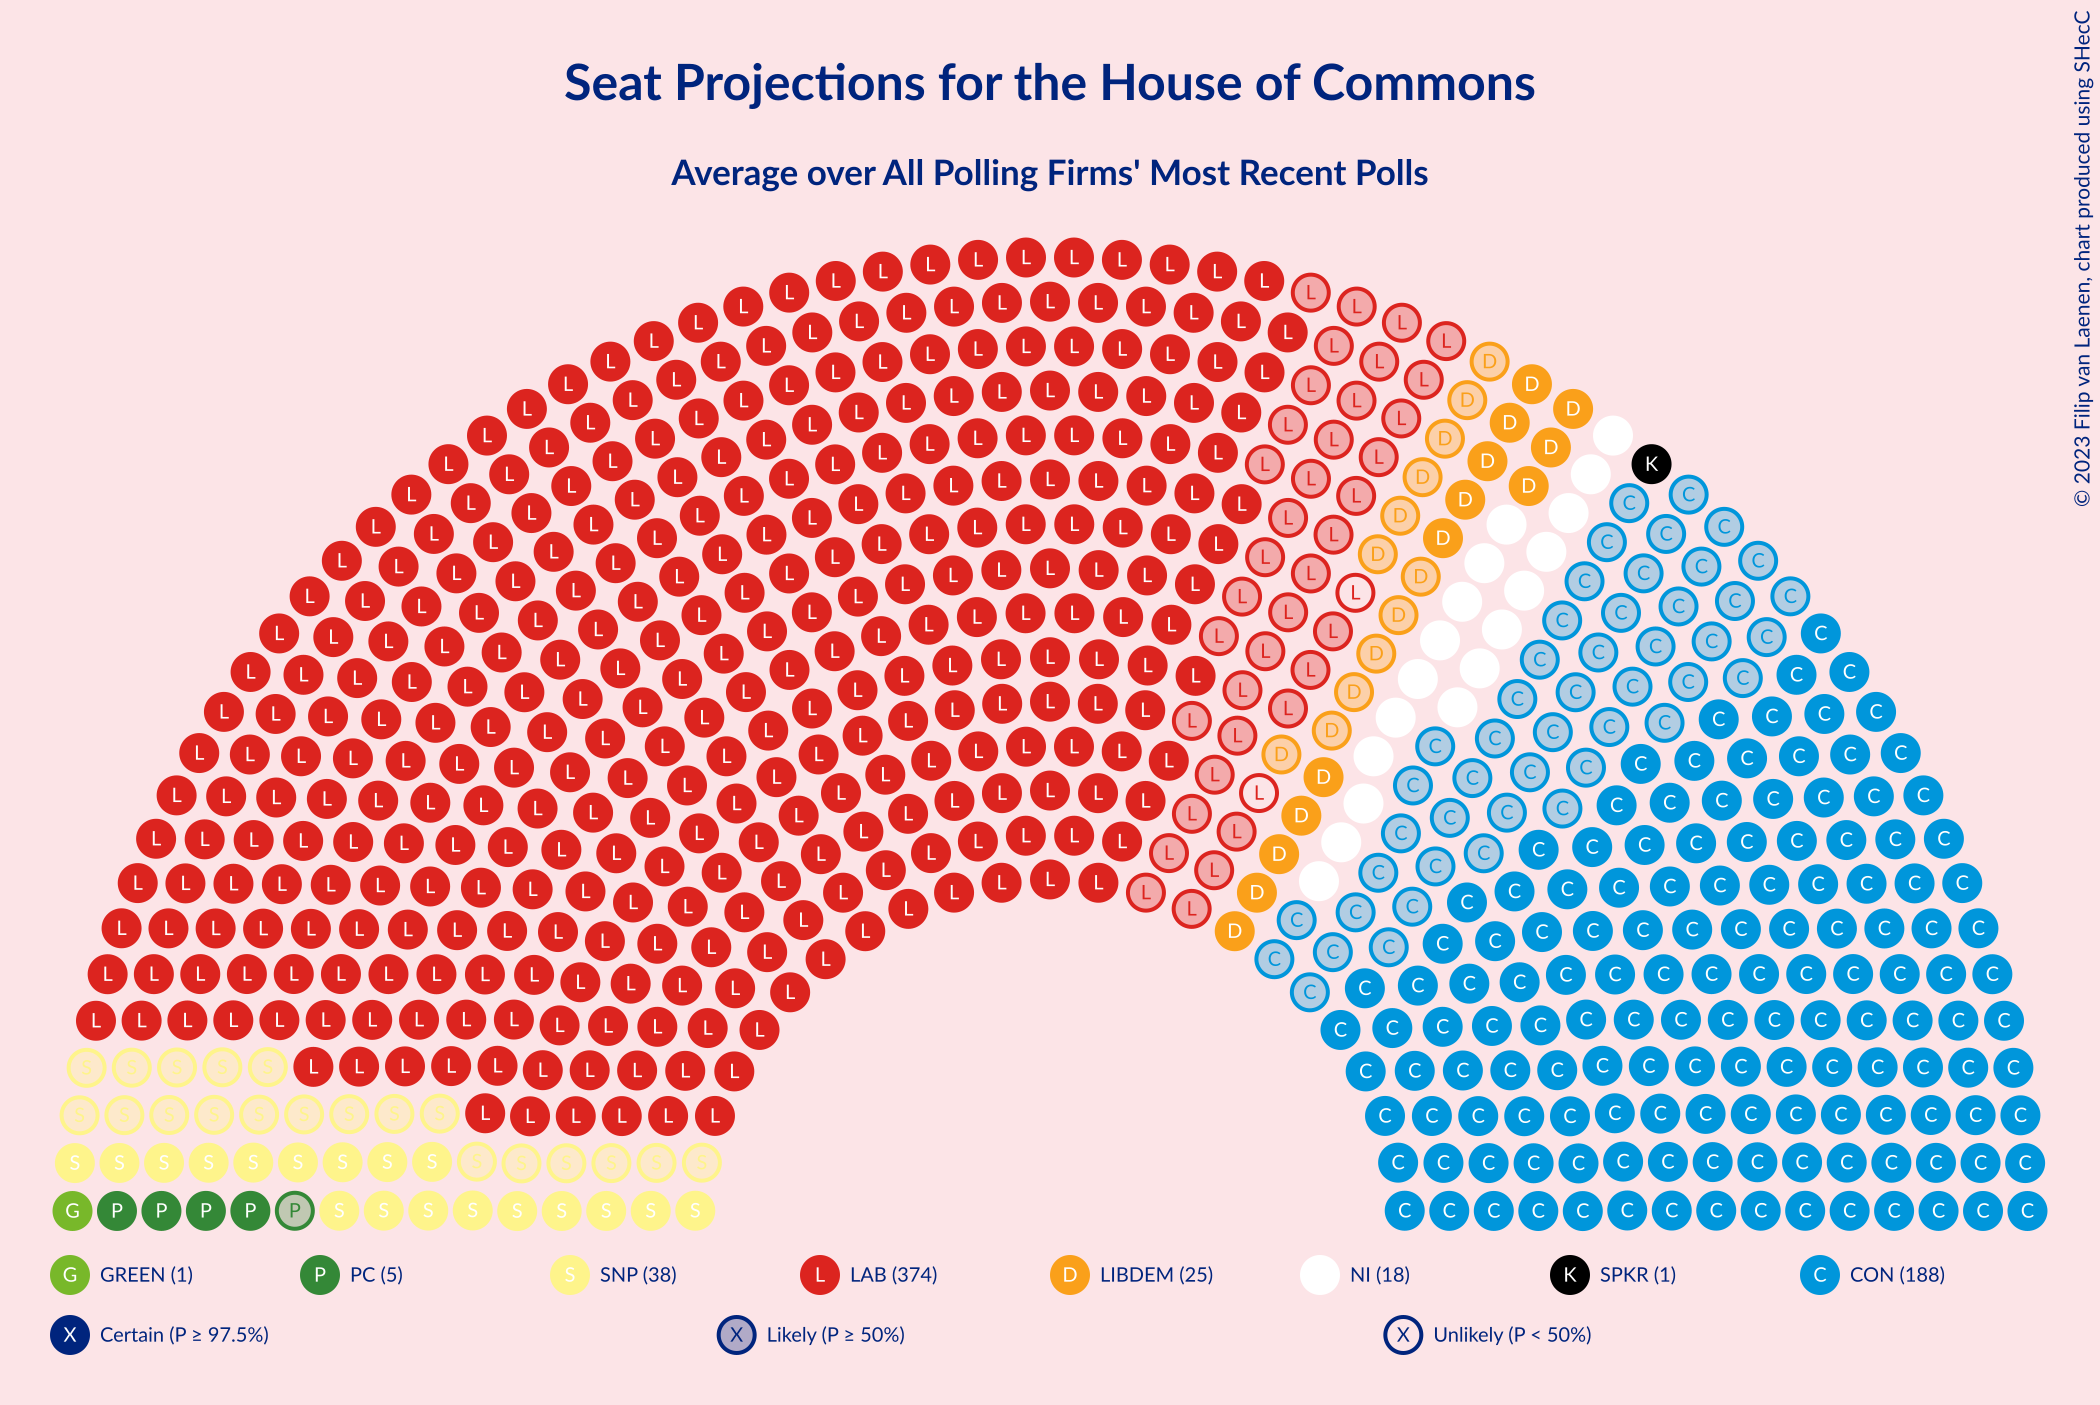 Seat Projections for the House of Commons
Average over All Polling Firms' Most Recent Polls
© 2023 Filip van Laenen, chart produced using SHecC
G GREEN (1)
P PC (5)
S SNP (38)
L LAB (374)
D LIBDEM (25)
NI (18)
K SPKR (1)
C CON (188)
X Certain (P ≥ 97.5%)
X Likely (P ≥ 50%)
X Unlikely (P < 50%)